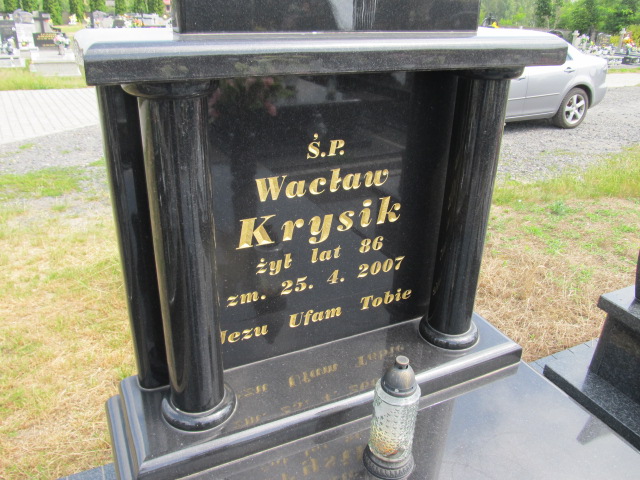 Ś.P.
Wacław
Krysik
żył lat 86
zm. 25. 4. 2007
Jezu Ufam Tobie